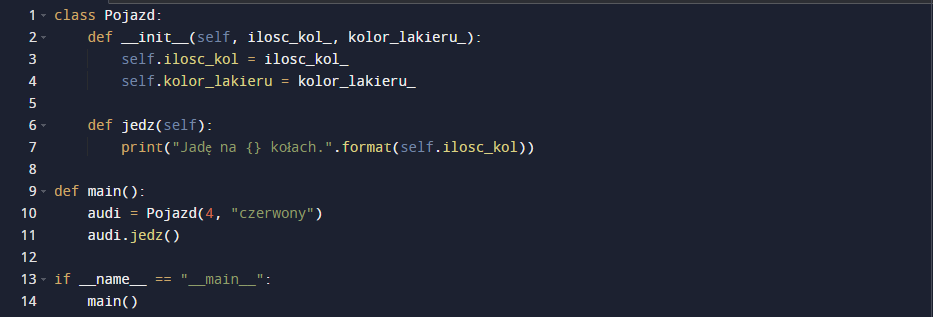 1 class Pojazd:
2     def __init__(self, ilosc_kol_, kolor_lakieru_):
3         self.ilosc_kol = ilosc_kol_
4         self.kolor_lakieru = kolor_lakieru_
5
6     def jedz(self):
7         print("Jadę na {} kołach.".format(self.ilosc_kol))
8
9 def main():
10     audi = Pojazd(4, "czerwony")
11     audi.jedz()
12
13 if __name__ == "__main__":
14     main()